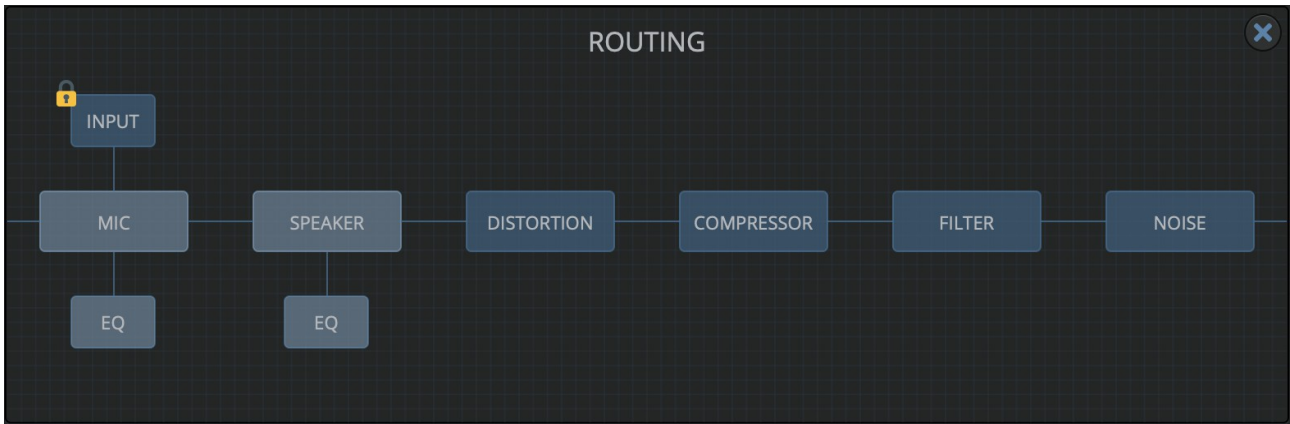 ROUTING
INPUT
MIC SPEAKER DISTORTION COMPRESSOR FILTER NOISE
EQ EQ